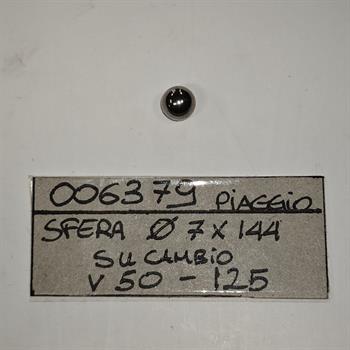 006379 PIAGGIO
SFERA Ø 7 X 144
SU CAMBIO
V 50 - 125